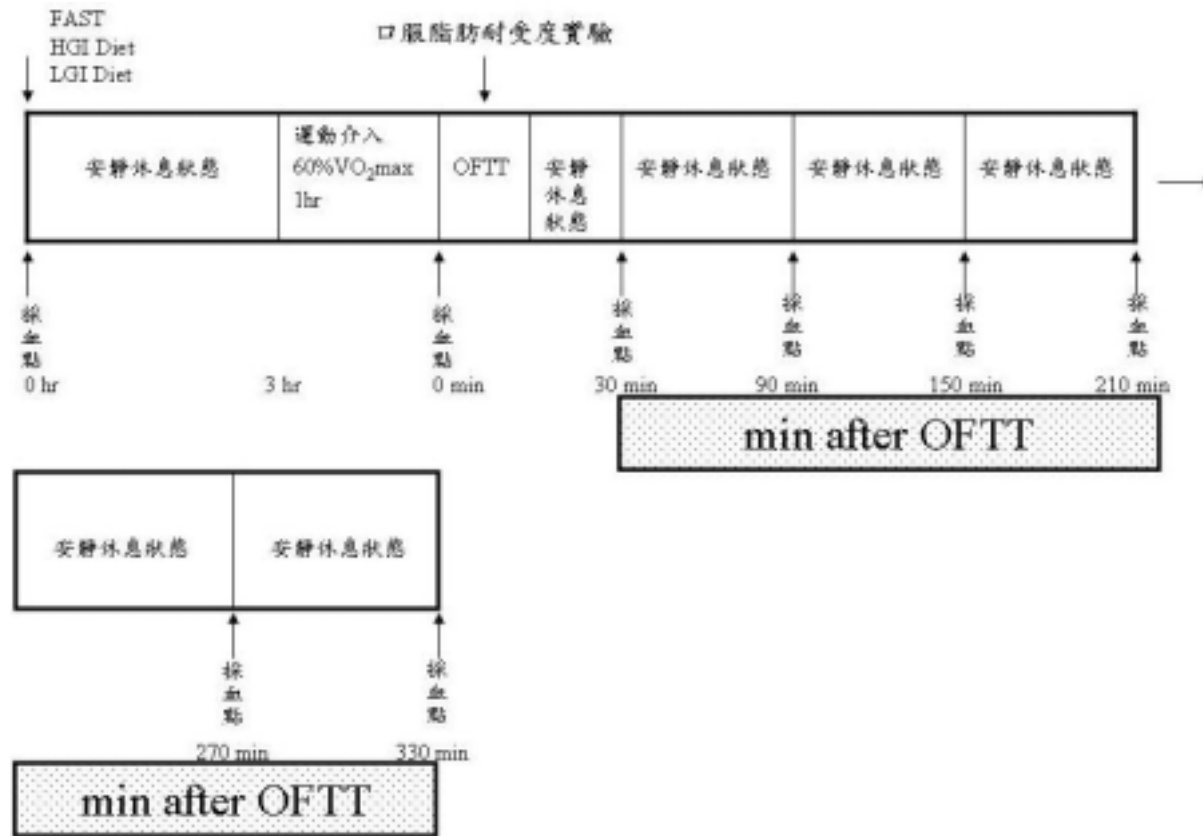 FAST
HGI Diet
LGI Diet
口服脂肪耐受度實驗
安靜休息狀態
運動介入
60%VO₂max
1hr
OFTT
安靜
休息
狀態
安靜休息狀態
安靜休息狀態
安靜休息狀態
採血點
採血點
採血點
採血點
採血點
採血點
0 hr
3 hr
0 min
30 min
90 min
150 min
210 min
min after OFTT
安靜休息狀態
安靜休息狀態
採血點
採血點
270 min
330 min
min after OFTT